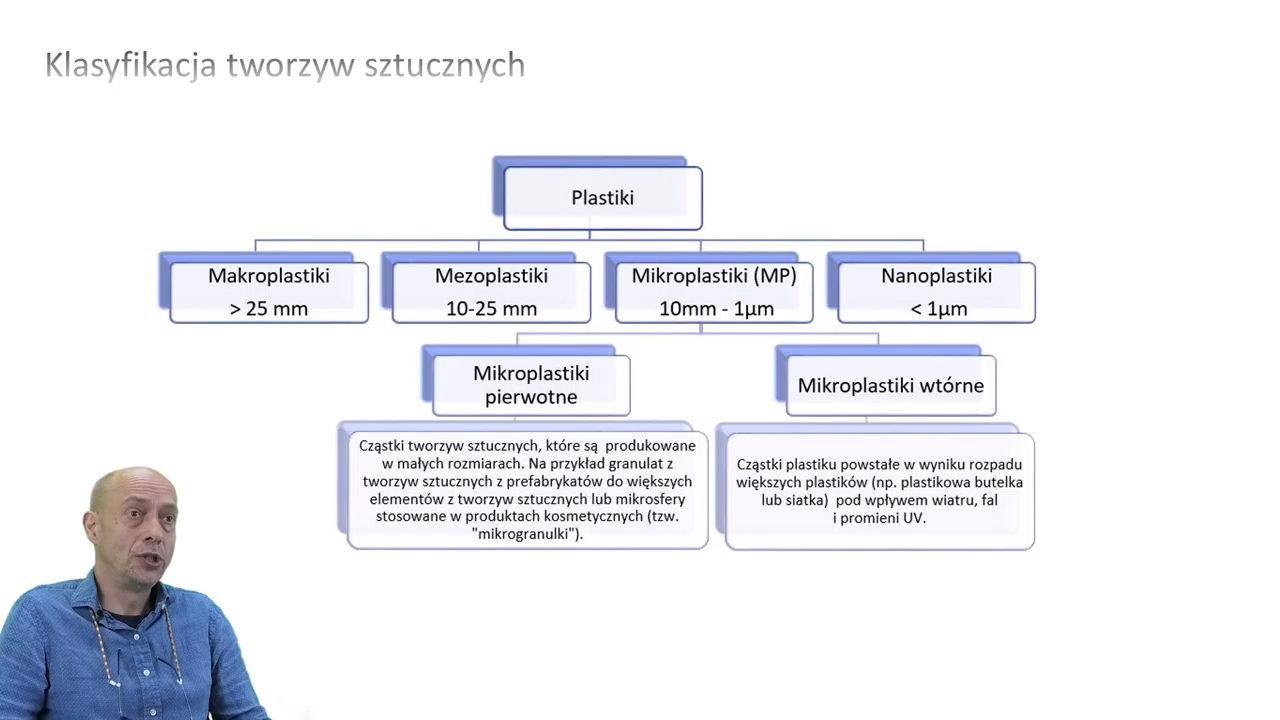 Klasyfikacja tworzyw sztucznych
Plastiki
Makroplastiki
> 25 mm
Mezoplastiki
10-25 mm
Mikroplastiki (MP)
10mm - 1µm
Nanoplastiki
< 1µm
Mikroplastiki
pierwotne
Mikroplastiki wtórne
Cząstki tworzyw sztucznych, które są produkowane
w małych rozmiarach. Na przykład granulat z
tworzyw sztucznych z prefabrykatów do większych
elementów z tworzyw sztucznych lub mikrosfery
stosowane w produktach kosmetycznych (tzw.
"mikrogranulki").
Cząstki plastiku powstałe w wyniku rozpadu
większych plastików (np. plastikowa butelka
lub siatka) pod wpływem wiatru, fal
i promieni UV.